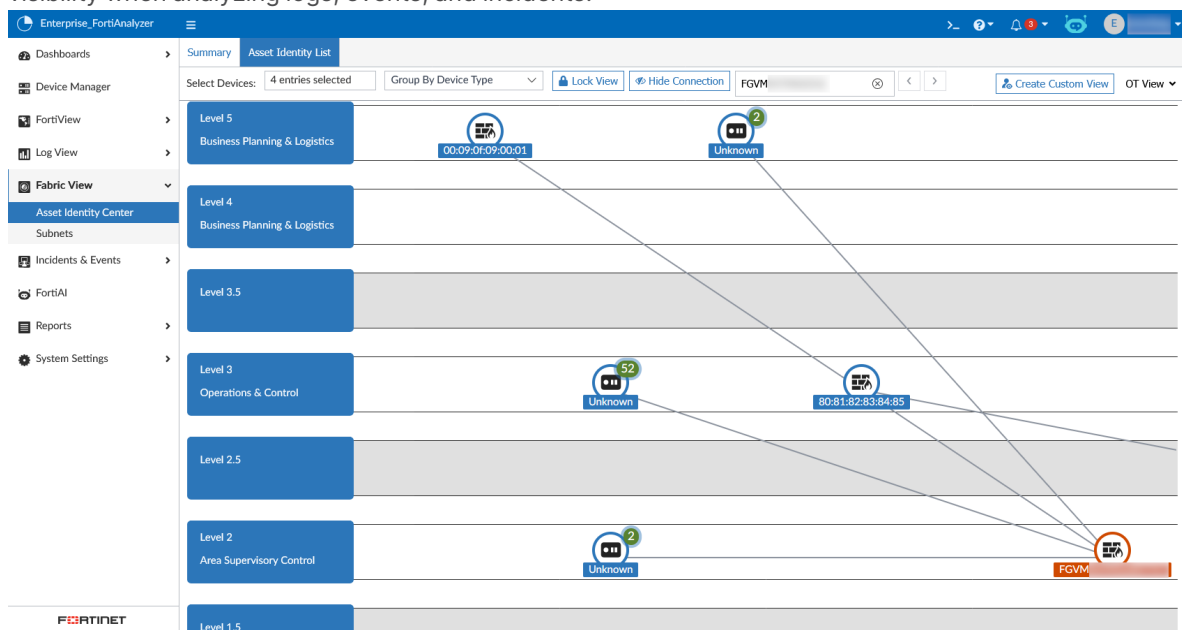 visibility when analyzing logs, events, and incidents.
Enterprise_FortiAnalyzer
3
E
Dashboards
Device Manager
FortiView
Log View
Fabric View
Asset Identity Center
Subnets
Incidents & Events
FortiAI
Reports
System Settings
FORTINET
Summary
Asset Identity List
Select Devices:
4 entries selected
Group By Device Type
Lock View
Hide Connection
FGVM
Create Custom View
OT View
Level 5
Business Planning & Logistics
00:09:0f:09:00:01
2
Unknown
Level 4
Business Planning & Logistics
Level 3.5
Level 3
Operations & Control
52
Unknown
80:81:82:83:84:85
Level 2.5
Level 2
Area Supervisory Control
2
Unknown
FGVM
Level 1.5